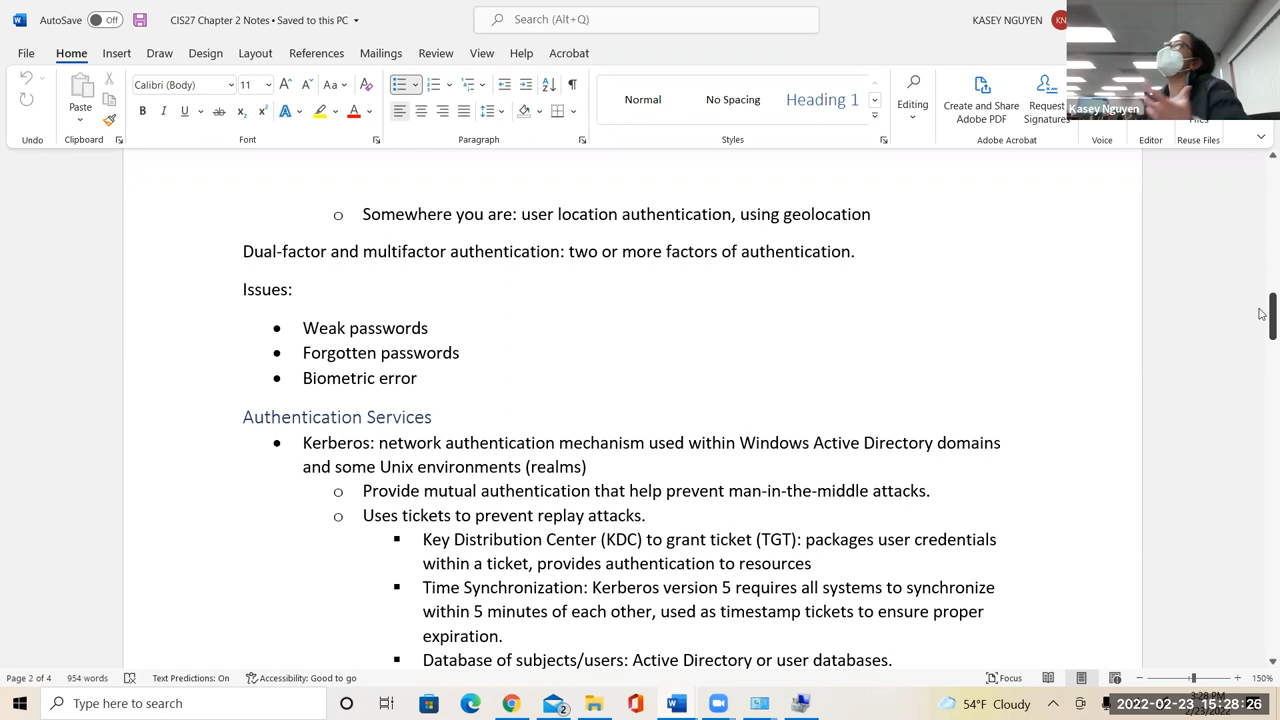 AutoSave Off CIS27 Chapter 2 Notes • Saved to this PC Search (Alt+Q) KASEY NGUYEN KN
File Home Insert Draw Design Layout References Mailings Review View Help Acrobat
Calibri (Body) 11 A A Aa A
Paste
B I U ab x₂ x² A A
Normal No Spacing Heading 1
Editing
Create and Share
Adobe PDF
Request
Signatures
Kasey Nguyen
Undo Clipboard Font Paragraph Styles Adobe Acrobat Voice Editor Reuse Files
o Somewhere you are: user location authentication, using geolocation
Dual-factor and multifactor authentication: two or more factors of authentication.
Issues:
• Weak passwords
• Forgotten passwords
• Biometric error
Authentication Services
• Kerberos: network authentication mechanism used within Windows Active Directory domains
and some Unix environments (realms)
o Provide mutual authentication that help prevent man-in-the-middle attacks.
o Uses tickets to prevent replay attacks.
▪ Key Distribution Center (KDC) to grant ticket (TGT): packages user credentials
within a ticket, provides authentication to resources
▪ Time Synchronization: Kerberos version 5 requires all systems to synchronize
within 5 minutes of each other, used as timestamp tickets to ensure proper
expiration.
▪ Database of subjects/users: Active Directory or user databases.
Page 2 of 4 954 words Text Predictions: On Accessibility: Good to go Focus 150%
Type here to search 2 54°F Cloudy 3:28 PM
2022-02-23 15:28:26